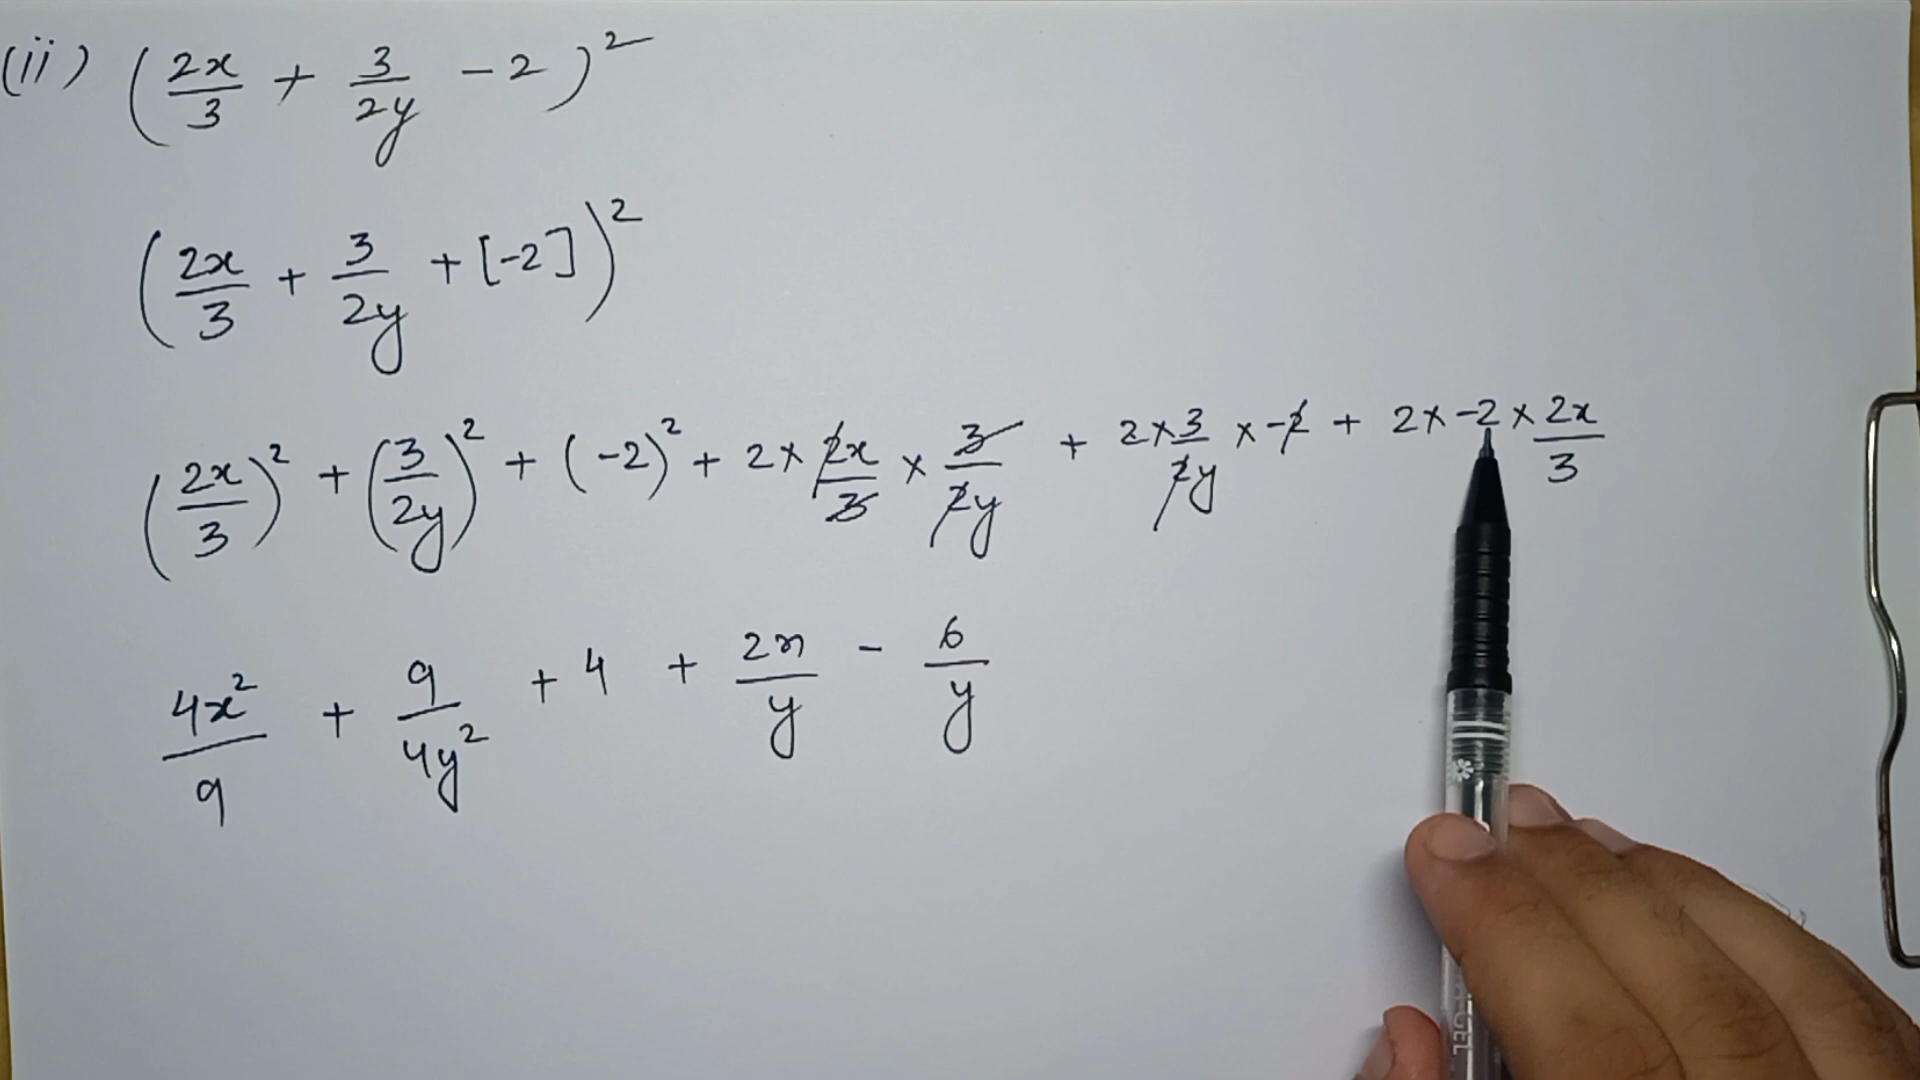 (ii) (2x/3 + 3/2y - 2)²
(2x/3 + 3/2y + [-2])²
(2x/3)² + (3/2y)² + (-2)² + 2 × 2x/3 × 3/2y + 2 × 3/2y × -2 + 2 × -2 × 2x/3
4x²/9 + 9/4y² + 4 + 2x/y - 6/y
GEL